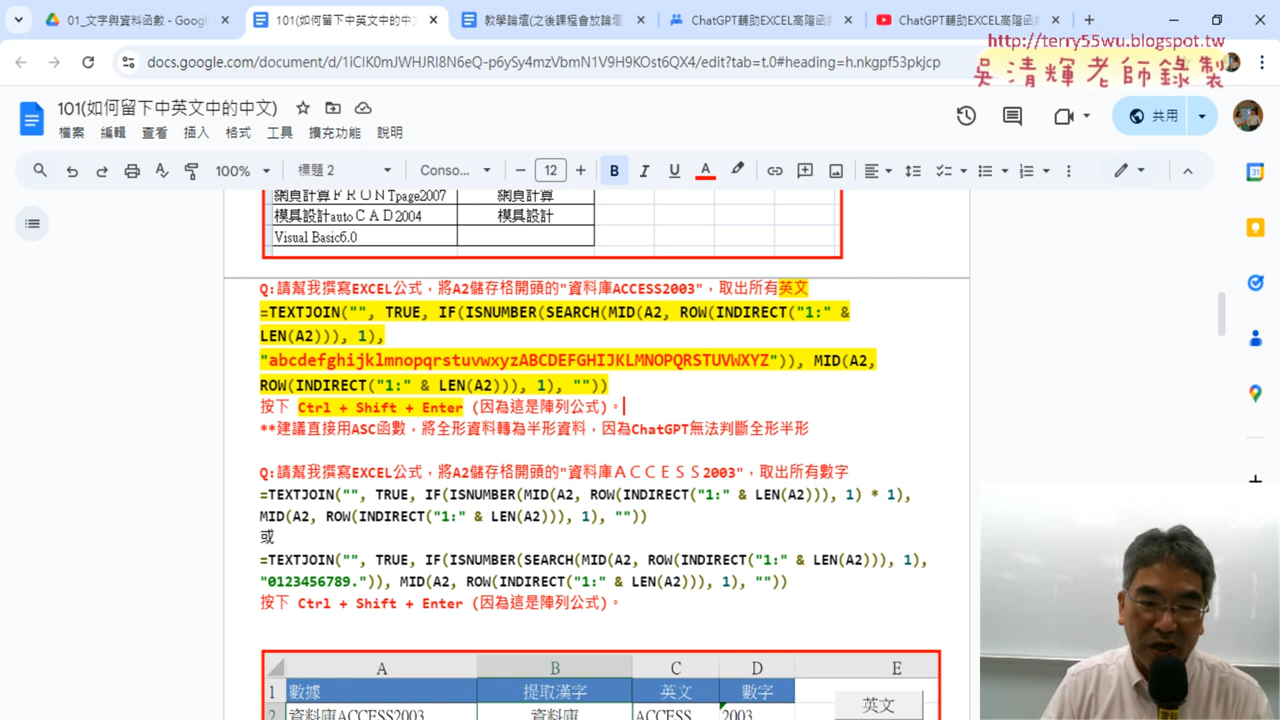 01_文字與資料函數 - Googl
101(如何留下中英文中的中文
教學論壇(之後課程會放論壇
ChatGPT輔助EXCEL高階函
ChatGPT輔助EXCEL高階函
http://terry55wu.blogspot.tw
docs.google.com/document/d/1iCIK0mJWHJRI8N6eQ-p6ySy4mzVbmN1V9H9KOst6QX4/edit?tab=t.0#heading=h.nkgpf53pkjcp
吳清輝老師錄製
101(如何留下中英文中的中文)
檔案 編輯 查看 插入 格式 工具 擴充功能 說明
共用
100% 標題 2 Conso... 12 B I U A
網頁計算ＦＲＯＮＴpage2007 網頁計算
模具設計autoＣＡＤ2004 模具設計
Visual Basic6.0
Q:請幫我撰寫EXCEL公式，將A2儲存格開頭的"資料庫ACCESS2003"，取出所有英文
=TEXTJOIN("", TRUE, IF(ISNUMBER(SEARCH(MID(A2, ROW(INDIRECT("1:" &
LEN(A2))), 1),
"abcdefghijklmnopqrstuvwxyzABCDEFGHIJKLMNOPQRSTUVWXYZ")), MID(A2,
ROW(INDIRECT("1:" & LEN(A2))), 1), ""))
按下 Ctrl + Shift + Enter (因為這是陣列公式)。
**建議直接用ASC函數，將全形資料轉為半形資料，因為ChatGPT無法判斷全形半形
Q:請幫我撰寫EXCEL公式，將A2儲存格開頭的"資料庫ＡＣＣＥＳＳ2003"，取出所有數字
=TEXTJOIN("", TRUE, IF(ISNUMBER(MID(A2, ROW(INDIRECT("1:" & LEN(A2))), 1) * 1),
MID(A2, ROW(INDIRECT("1:" & LEN(A2))), 1), ""))
或
=TEXTJOIN("", TRUE, IF(ISNUMBER(SEARCH(MID(A2, ROW(INDIRECT("1:" & LEN(A2))), 1),
"0123456789.")), MID(A2, ROW(INDIRECT("1:" & LEN(A2))), 1), ""))
按下 Ctrl + Shift + Enter (因為這是陣列公式)。
A B C D E
1 數據 提取漢字 英文 數字
英文
2 資料庫ACCESS2003 資料庫 ACCESS 2003